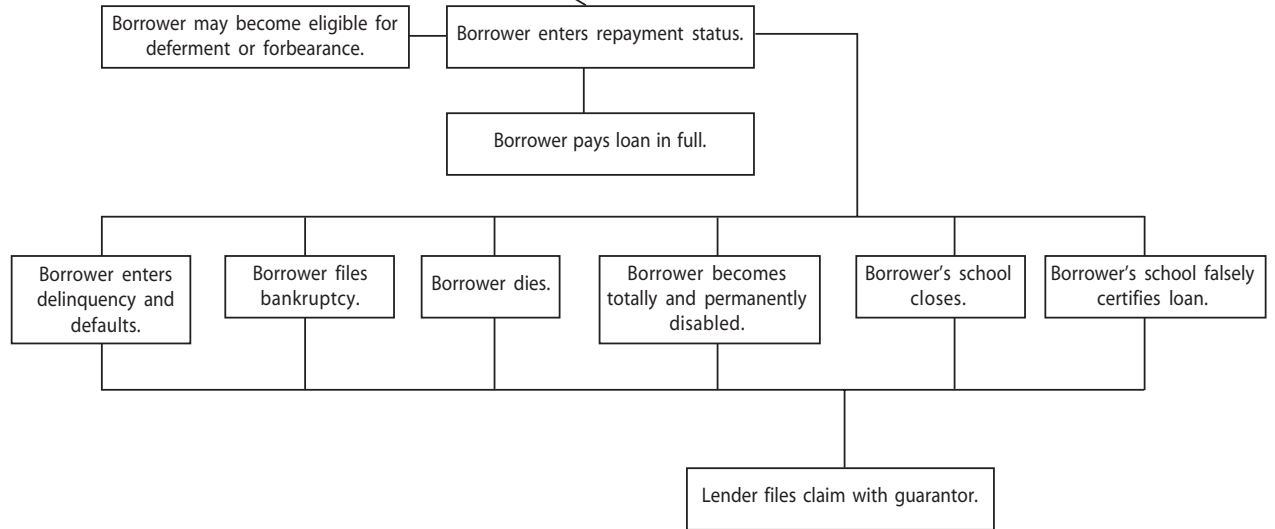 Borrower may become eligible for
deferment or forbearance.
Borrower enters repayment status.
Borrower pays loan in full.
Borrower enters
delinquency and
defaults.
Borrower files
bankruptcy.
Borrower dies.
Borrower becomes
totally and permanently
disabled.
Borrower's school
closes.
Borrower's school falsely
certifies loan.
Lender files claim with guarantor.